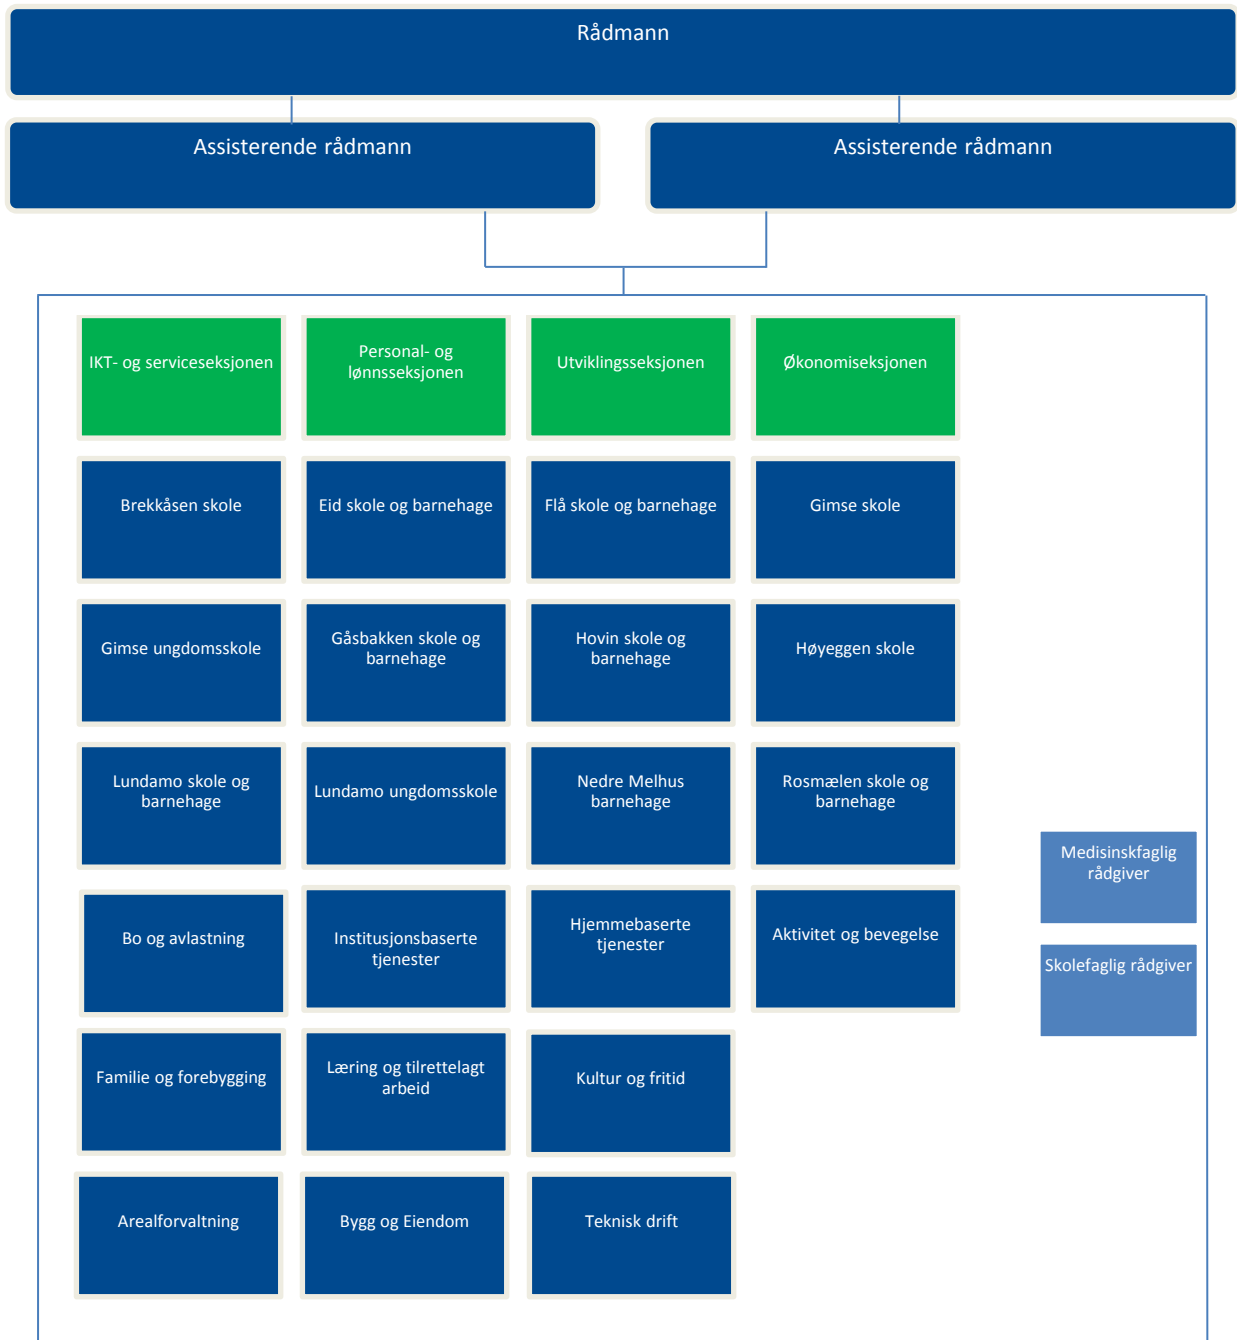 Rådmann
Assisterende rådmann
Assisterende rådmann
IKT- og serviceseksjonen
Personal- og
lønnsseksjonen
Utviklingsseksjonen
Økonomiseksjonen
Brekkåsen skole
Eid skole og barnehage
Flå skole og barnehage
Gimse skole
Gimse ungdomsskole
Gåsbakken skole og
barnehage
Hovin skole og
barnehage
Høyeggen skole
Lundamo skole og
barnehage
Lundamo ungdomsskole
Nedre Melhus
barnehage
Rosmælen skole og
barnehage
Medisinskfaglig
rådgiver
Bo og avlastning
Institusjonsbaserte
tjenester
Hjemmebaserte
tjenester
Aktivitet og bevegelse
Skolefaglig rådgiver
Familie og forebygging
Læring og tilrettelagt
arbeid
Kultur og fritid
Arealforvaltning
Bygg og Eiendom
Teknisk drift